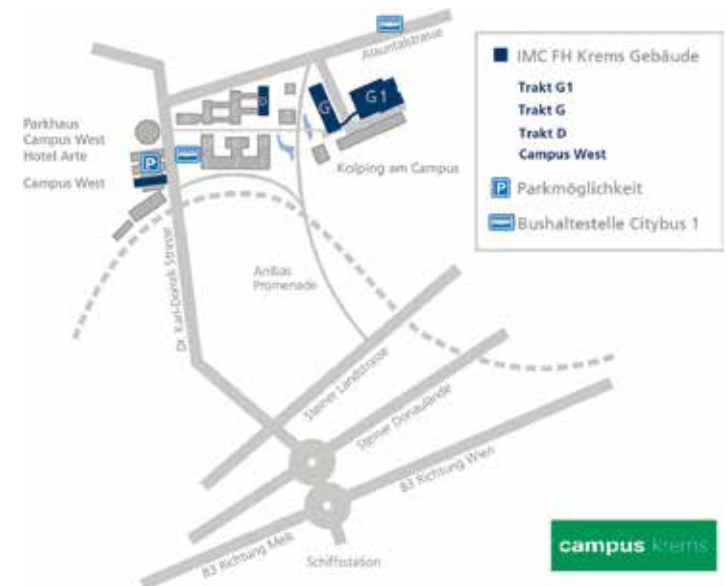 Alauntalstrasse
IMC FH Krems Gebäude
Trakt G1
Trakt G
Trakt D
Campus West
P Parkmöglichkeit
Bushaltestelle Citybus 1
D
G
G1
Parkhaus
Campus West
Hotel Arte
P
Campus West
Kolping am Campus
Dr. Karl-Dorrek Strasse
Anibas
Promenade
Steiner Landstrasse
Steiner Donaulände
B3 Richtung Wien
B3 Richtung Melk
Schiffsstation
campus krems